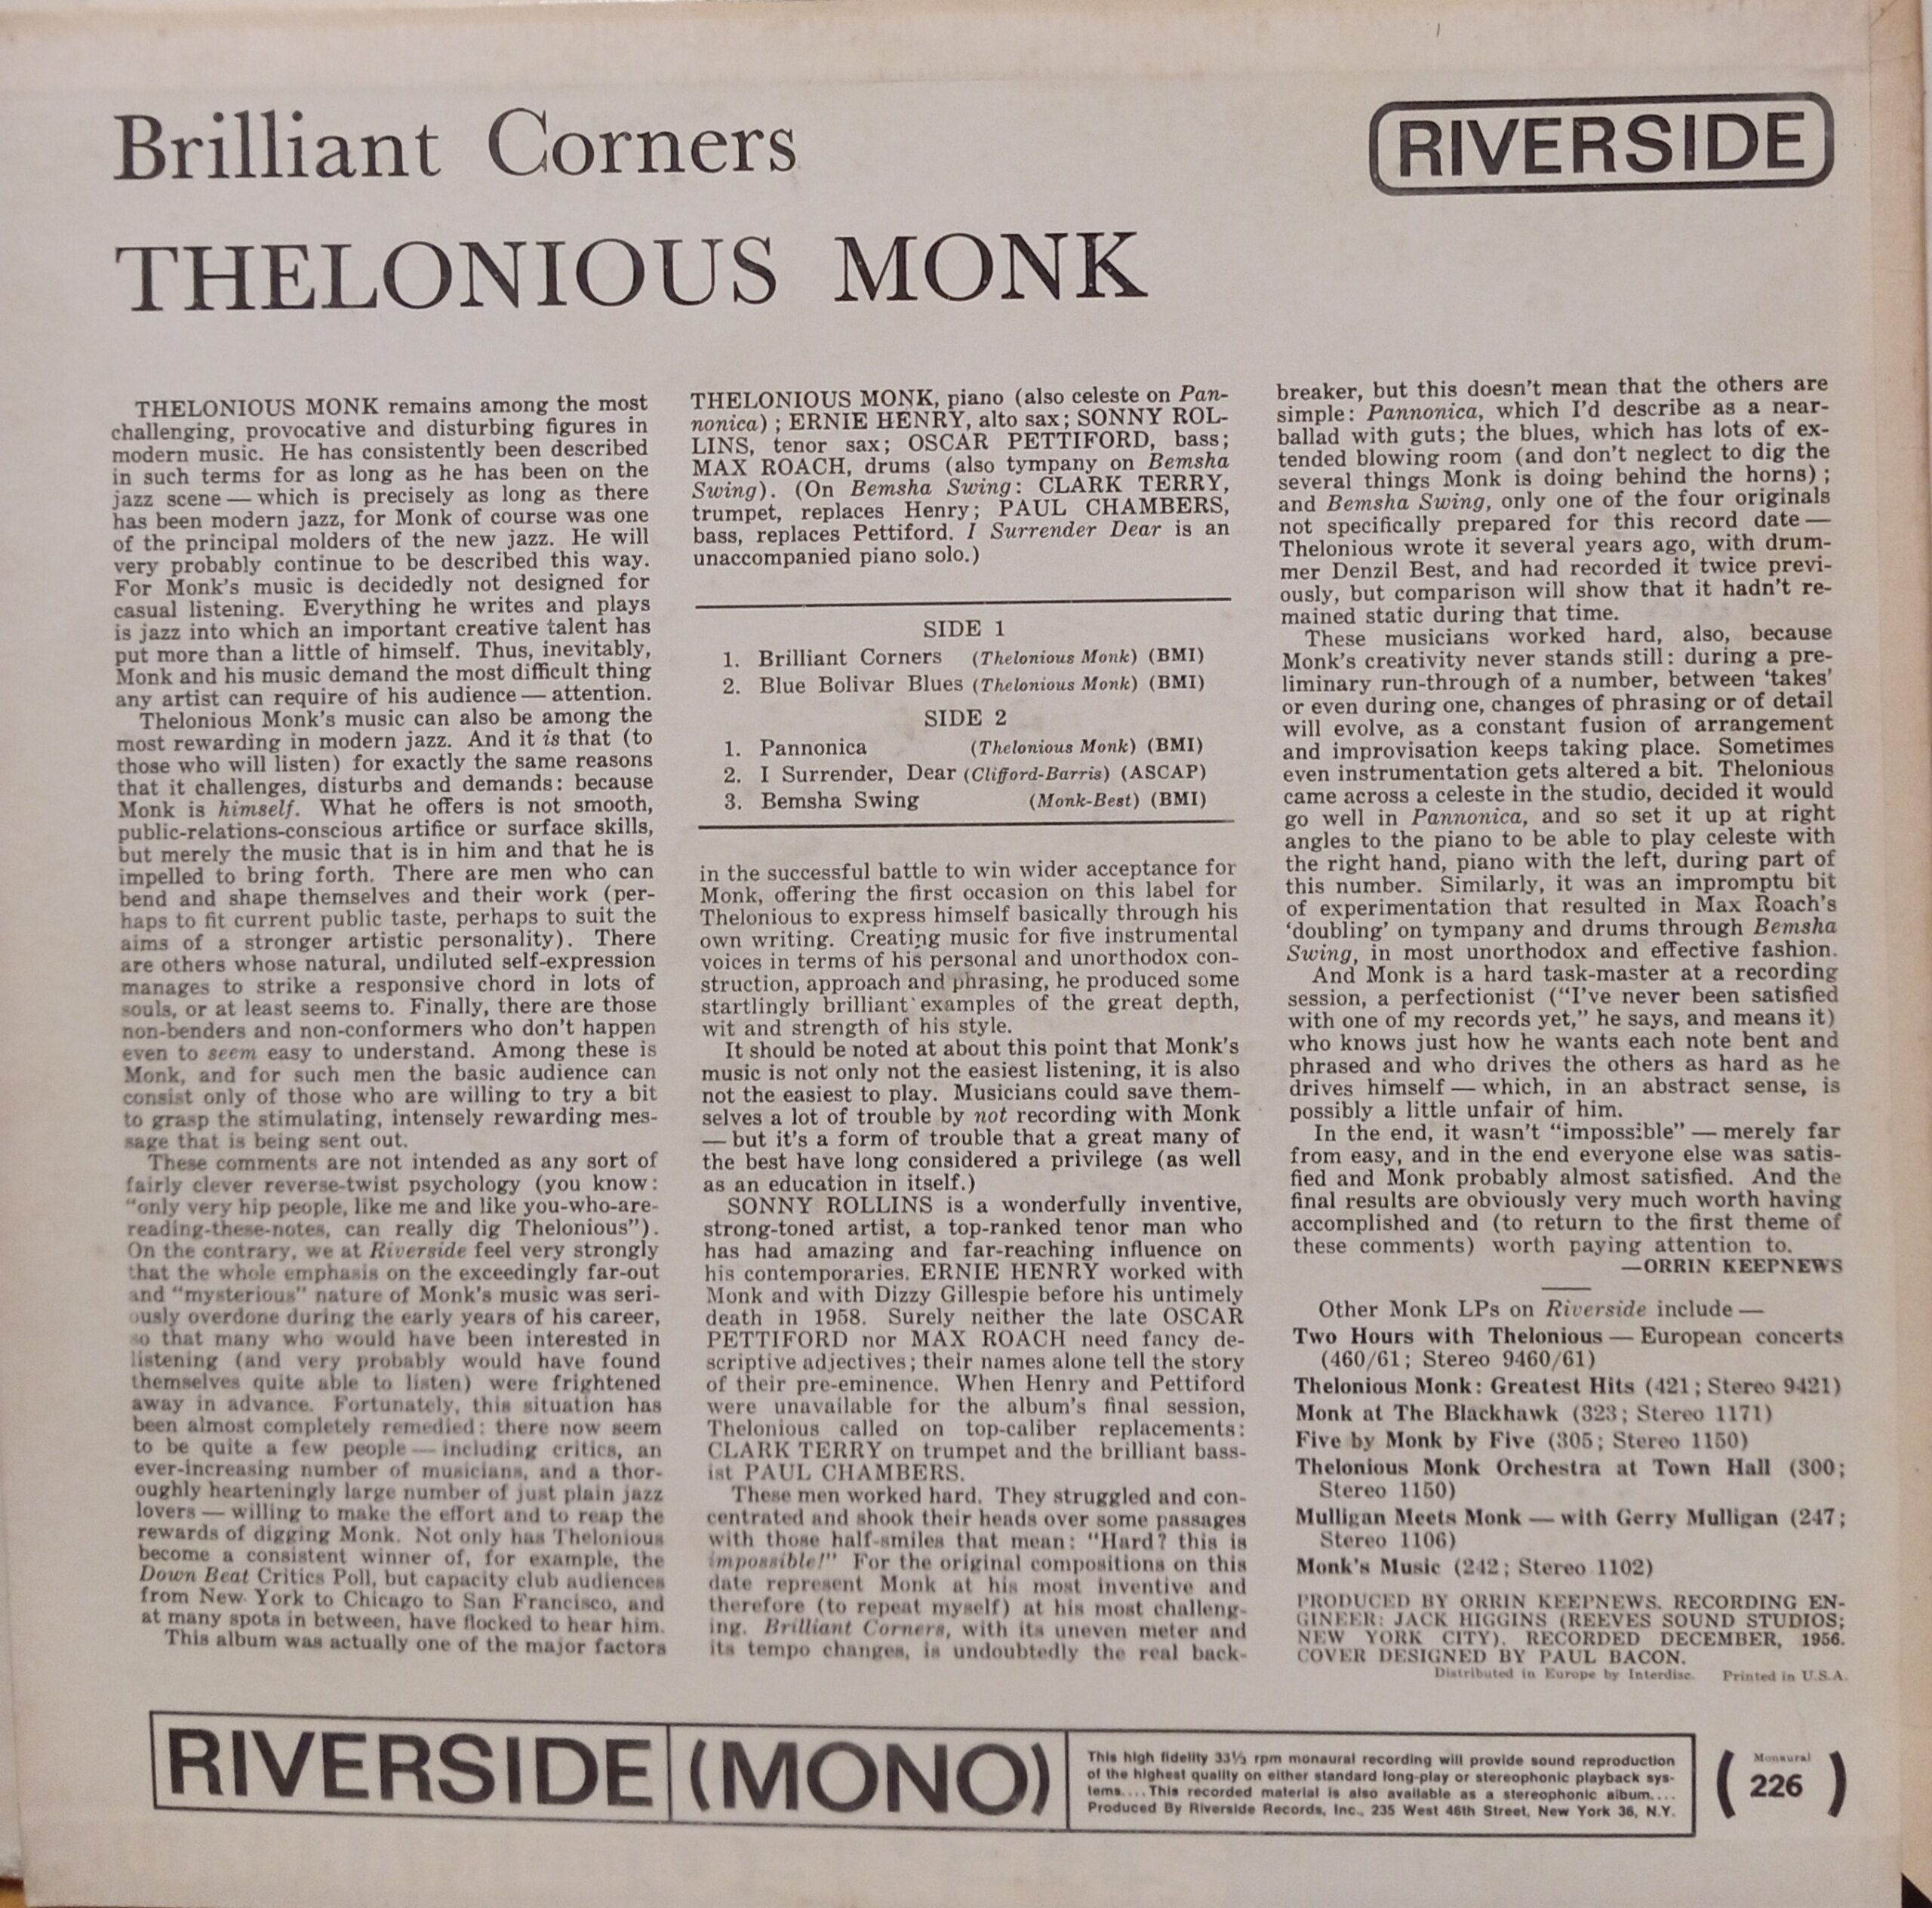 Brilliant Corners
RIVERSIDE
THELONIOUS MONK
THELONIOUS MONK remains among the most
challenging, provocative and disturbing figures in
modern music. He has consistently been described
in such terms for as long as he has been on the
jazz scene — which is precisely as long as there
has been modern jazz, for Monk of course was one
of the principal molders of the new jazz. He will
very probably continue to be described this way.
For Monk's music is decidedly not designed for
casual listening. Everything he writes and plays
is jazz into which an important creative talent has
put more than a little of himself. Thus, inevitably,
Monk and his music demand the most difficult thing
any artist can require of his audience — attention.
Thelonious Monk's music can also be among the
most rewarding in modern jazz. And it is that (to
those who will listen) for exactly the same reasons
that it challenges, disturbs and demands: because
Monk is himself. What he offers is not smooth,
public-relations-conscious artifice or surface skills,
but merely the music that is in him and that he is
impelled to bring forth. There are men who can
bend and shape themselves and their work (per-
haps to fit current public taste, perhaps to suit the
aims of a stronger artistic personality). There
are others whose natural, undiluted self-expression
manages to strike a responsive chord in lots of
souls, or at least seems to. Finally, there are those
non-benders and non-conformers who don't happen
even to seem easy to understand. Among these is
Monk, and for such men the basic audience can
consist only of those who are willing to try a bit
to grasp the stimulating, intensely rewarding mes-
sage that is being sent out.
These comments are not intended as any sort of
fairly clever reverse-twist psychology (you know:
"only very hip people, like me and like you-who-are-
reading-these-notes, can really dig Thelonious").
On the contrary, we at Riverside feel very strongly
that the whole emphasis on the exceedingly far-out
and "mysterious" nature of Monk's music was seri-
ously overdone during the early years of his career,
so that many who would have been interested in
listening (and very probably would have found
themselves quite able to listen) were frightened
away in advance. Fortunately, this situation has
been almost completely remedied: there now seem
to be quite a few people — including critics, an
ever-increasing number of musicians, and a thor-
oughly hearteningly large number of just plain jazz
lovers — willing to make the effort and to reap the
rewards of digging Monk. Not only has Thelonious
become a consistent winner of, for example, the
Down Beat Critics Poll, but capacity club audiences
from New York to Chicago to San Francisco, and
at many spots in between, have flocked to hear him.
This album was actually one of the major factors
THELONIOUS MONK, piano (also celeste on Pan-
nonica) ; ERNIE HENRY, alto sax; SONNY ROL-
LINS, tenor sax; OSCAR PETTIFORD, bass;
MAX ROACH, drums (also tympany on Bemsha
Swing). (On Bemsha Swing: CLARK TERRY,
trumpet, replaces Henry; PAUL CHAMBERS,
bass, replaces Pettiford. I Surrender Dear is an
unaccompanied piano solo.)
SIDE 1
1. Brilliant Corners (Thelonious Monk) (BMI)
2. Blue Bolivar Blues (Thelonious Monk) (BMI)
SIDE 2
1. Pannonica (Thelonious Monk) (BMI)
2. I Surrender, Dear (Clifford-Barris) (ASCAP)
3. Bemsha Swing (Monk-Best) (BMI)
in the successful battle to win wider acceptance for
Monk, offering the first occasion on this label for
Thelonious to express himself basically through his
own writing. Creating music for five instrumental
voices in terms of his personal and unorthodox con-
struction, approach and phrasing, he produced some
startlingly brilliant examples of the great depth,
wit and strength of his style.
It should be noted at about this point that Monk's
music is not only not the easiest listening, it is also
not the easiest to play. Musicians could save them-
selves a lot of trouble by not recording with Monk
— but it's a form of trouble that a great many of
the best have long considered a privilege (as well
as an education in itself.)
SONNY ROLLINS is a wonderfully inventive,
strong-toned artist, a top-ranked tenor man who
has had amazing and far-reaching influence on
his contemporaries. ERNIE HENRY worked with
Monk and with Dizzy Gillespie before his untimely
death in 1958. Surely neither the late OSCAR
PETTIFORD nor MAX ROACH need fancy de-
scriptive adjectives; their names alone tell the story
of their pre-eminence. When Henry and Pettiford
were unavailable for the album's final session,
Thelonious called on top-caliber replacements:
CLARK TERRY on trumpet and the brilliant bass-
ist PAUL CHAMBERS.
These men worked hard. They struggled and con-
centrated and shook their heads over some passages
with those half-smiles that mean: "Hard? this is
impossible!" For the original compositions on this
date represent Monk at his most inventive and
therefore (to repeat myself) at his most challeng-
ing. Brilliant Corners, with its uneven meter and
its tempo changes, is undoubtedly the real back-
breaker, but this doesn't mean that the others are
simple: Pannonica, which I'd describe as a near-
ballad with guts; the blues, which has lots of ex-
tended blowing room (and don't neglect to dig the
several things Monk is doing behind the horns) ;
and Bemsha Swing, only one of the four originals
not specifically prepared for this record date —
Thelonious wrote it several years ago, with drum-
mer Denzil Best, and had recorded it twice previ-
ously, but comparison will show that it hadn't re-
mained static during that time.
These musicians worked hard, also, because
Monk's creativity never stands still: during a pre-
liminary run-through of a number, between 'takes'
or even during one, changes of phrasing or of detail
will evolve, as a constant fusion of arrangement
and improvisation keeps taking place. Sometimes
even instrumentation gets altered a bit. Thelonious
came across a celeste in the studio, decided it would
go well in Pannonica, and so set it up at right
angles to the piano to be able to play celeste with
the right hand, piano with the left, during part of
this number. Similarly, it was an impromptu bit
of experimentation that resulted in Max Roach's
'doubling' on tympany and drums through Bemsha
Swing, in most unorthodox and effective fashion.
And Monk is a hard task-master at a recording
session, a perfectionist ("I've never been satisfied
with one of my records yet," he says, and means it)
who knows just how he wants each note bent and
phrased and who drives the others as hard as he
drives himself — which, in an abstract sense, is
possibly a little unfair of him.
In the end, it wasn't "impossible" — merely far
from easy, and in the end everyone else was satis-
fied and Monk probably almost satisfied. And the
final results are obviously very much worth having
accomplished and (to return to the first theme of
these comments) worth paying attention to.
—ORRIN KEEPNEWS
Other Monk LPs on Riverside include —
Two Hours with Thelonious — European concerts
(460/61; Stereo 9460/61)
Thelonious Monk: Greatest Hits (421; Stereo 9421)
Monk at The Blackhawk (323; Stereo 1171)
Five by Monk by Five (305; Stereo 1150)
Thelonious Monk Orchestra at Town Hall (300;
Stereo 1150)
Mulligan Meets Monk — with Gerry Mulligan (247;
Stereo 1106)
Monk's Music (242; Stereo 1102)
PRODUCED BY ORRIN KEEPNEWS. RECORDING EN-
GINEER: JACK HIGGINS (REEVES SOUND STUDIOS;
NEW YORK CITY). RECORDED DECEMBER, 1956.
COVER DESIGNED BY PAUL BACON.
Distributed in Europe by Interdisc. Printed in U.S.A.
RIVERSIDE (MONO)
This high fidelity 33⅓ rpm monaural recording will provide sound reproduction
of the highest quality on either standard long-play or stereophonic playback sys-
tems....This recorded material is also available as a stereophonic album....
Produced By Riverside Records, Inc., 235 West 46th Street, New York 36, N.Y.
Monaural
(226)